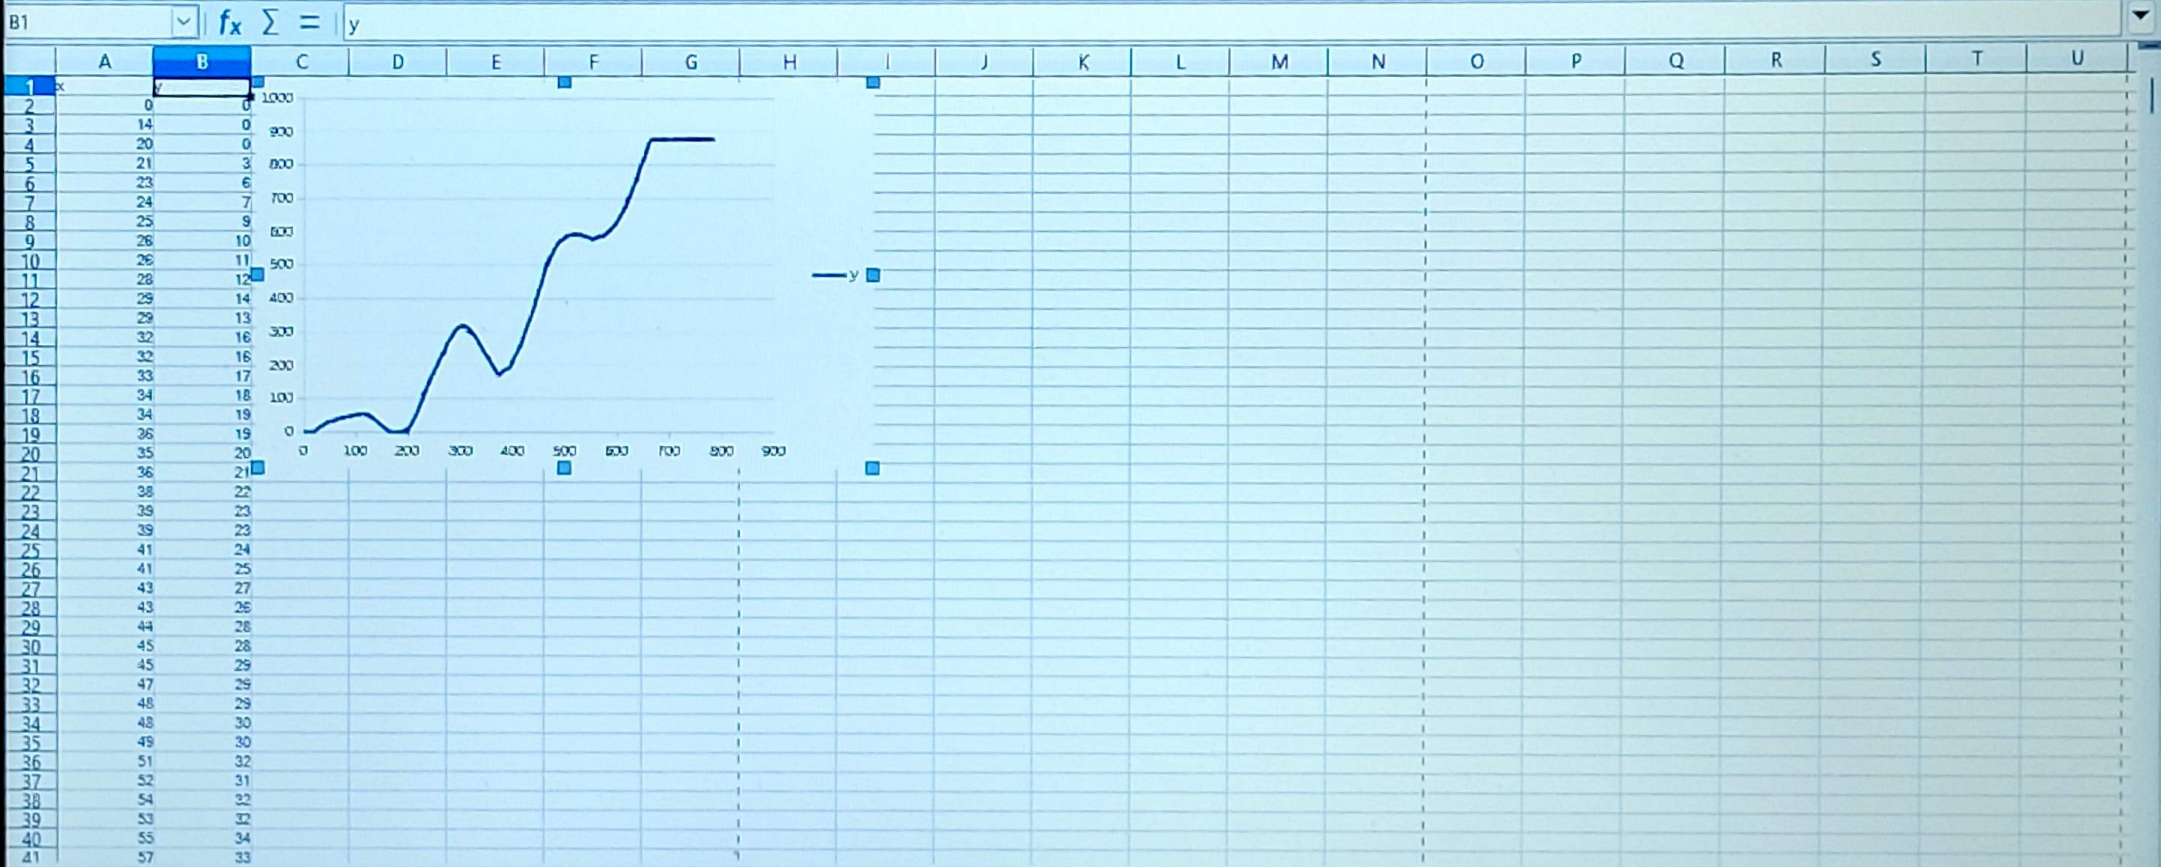 B1 fx Σ = y
A B C D E F G H I J K L M N O P Q R S T U
1 x y
2 0 0
3 14 0
4 20 0
5 21 3
6 23 6
7 24 7
8 25 9
9 26 10
10 26 11
11 28 12
12 29 14
13 29 13
14 32 16
15 32 16
16 33 17
17 34 18
18 34 19
19 36 19
20 35 20
21 36 21
22 38 22
23 39 23
24 39 23
25 41 24
26 41 25
27 43 27
28 43 26
29 44 28
30 45 28
31 45 29
32 47 29
33 48 29
34 48 30
35 49 30
36 51 32
37 52 31
38 54 32
39 53 32
40 55 34
41 57 33
1000
900
800
700
600
500
400
300
200
100
0
0 100 200 300 400 500 600 700 800 900
y